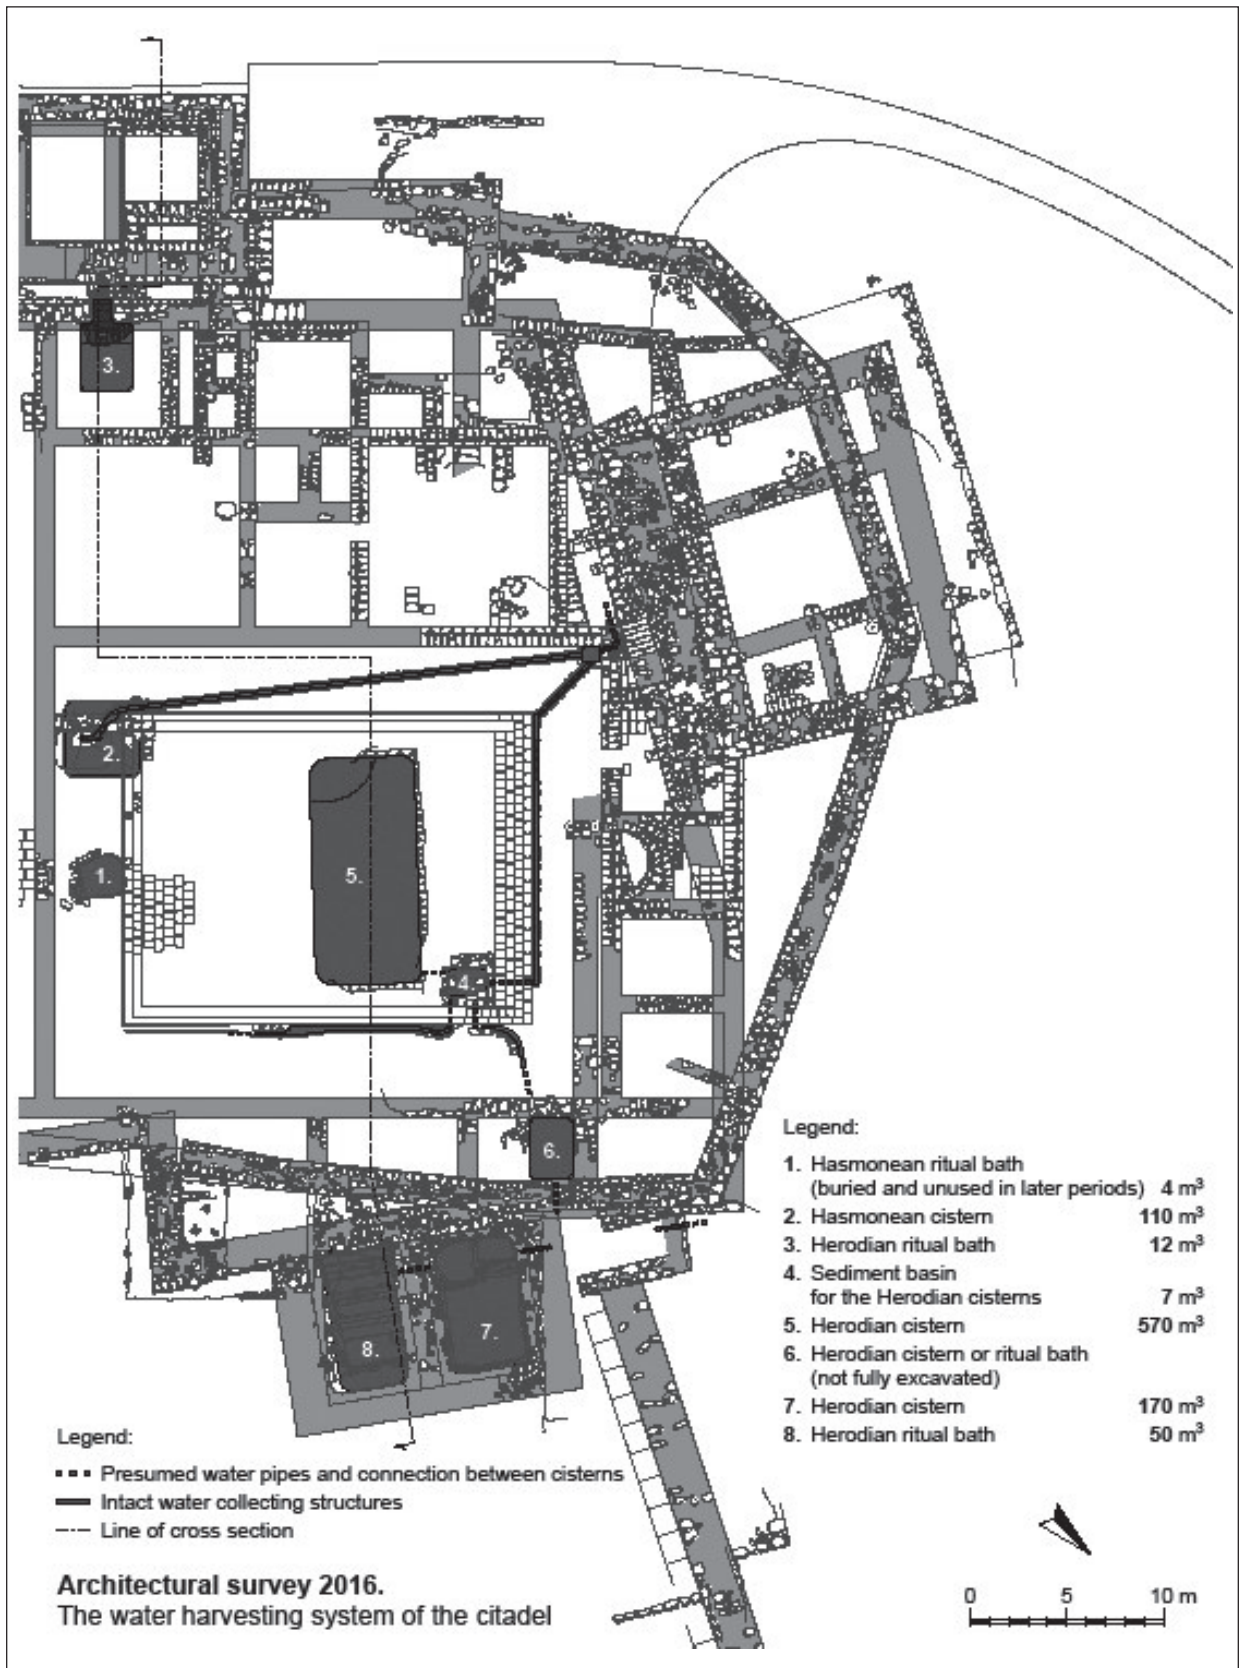 3.
2.
1.
5.
4.
6.
7.
8.
Legend:
1. Hasmonean ritual bath
(buried and unused in later periods) 4 m³
2. Hasmonean cistern 110 m³
3. Herodian ritual bath 12 m³
4. Sediment basin
for the Herodian cisterns 7 m³
5. Herodian cistern 570 m³
6. Herodian cistern or ritual bath
(not fully excavated)
7. Herodian cistern 170 m³
8. Herodian ritual bath 50 m³
Legend:
Presumed water pipes and connection between cisterns
Intact water collecting structures
Line of cross section
Architectural survey 2016.
The water harvesting system of the citadel
0 5 10 m